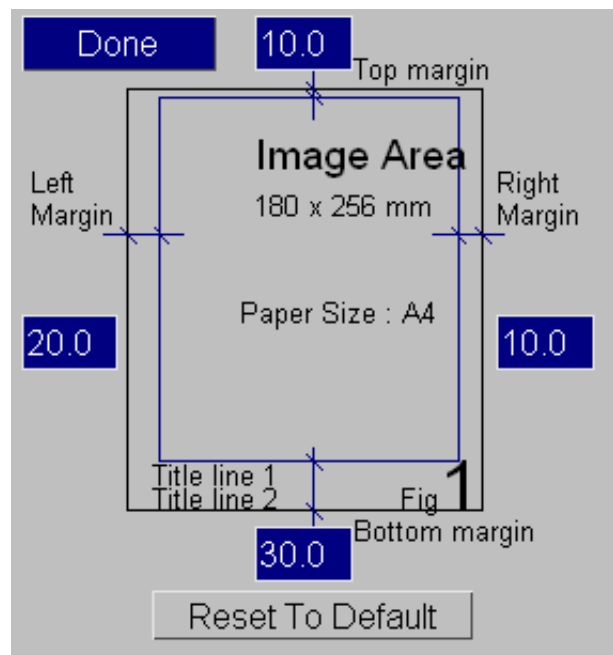 Done
10.0
Top margin
Image Area
180 x 256 mm
Left
Margin
Right
Margin
Paper Size : A4
20.0
10.0
Title line 1
Title line 2
Fig 1
Bottom margin
30.0
Reset To Default